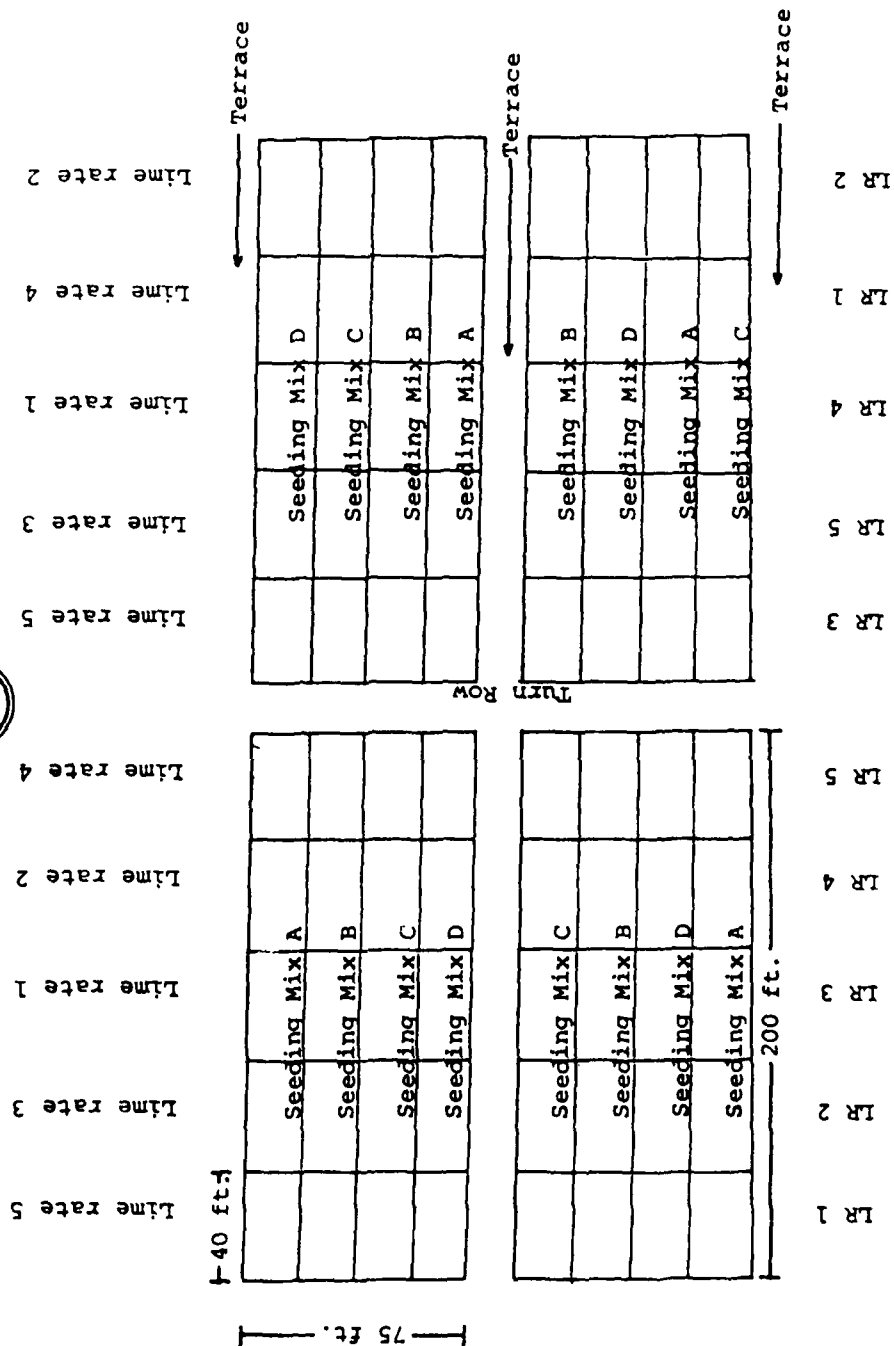 Lime rate 2
Lime rate 4
Lime rate 1
Lime rate 3
Lime rate 5
Lime rate 4
Lime rate 2
Lime rate 1
Lime rate 3
Lime rate 5
Terrace
Terrace
Terrace
Seeding Mix D
Seeding Mix C
Seeding Mix B
Seeding Mix A
Seeding Mix B
Seeding Mix D
Seeding Mix A
Seeding Mix C
Turn Row
Seeding Mix A
Seeding Mix B
Seeding Mix C
Seeding Mix D
Seeding Mix C
Seeding Mix B
Seeding Mix D
Seeding Mix A
40 ft.
75 ft.
200 ft.
LR 2
LR 1
LR 4
LR 5
LR 3
LR 5
LR 4
LR 3
LR 2
LR 1